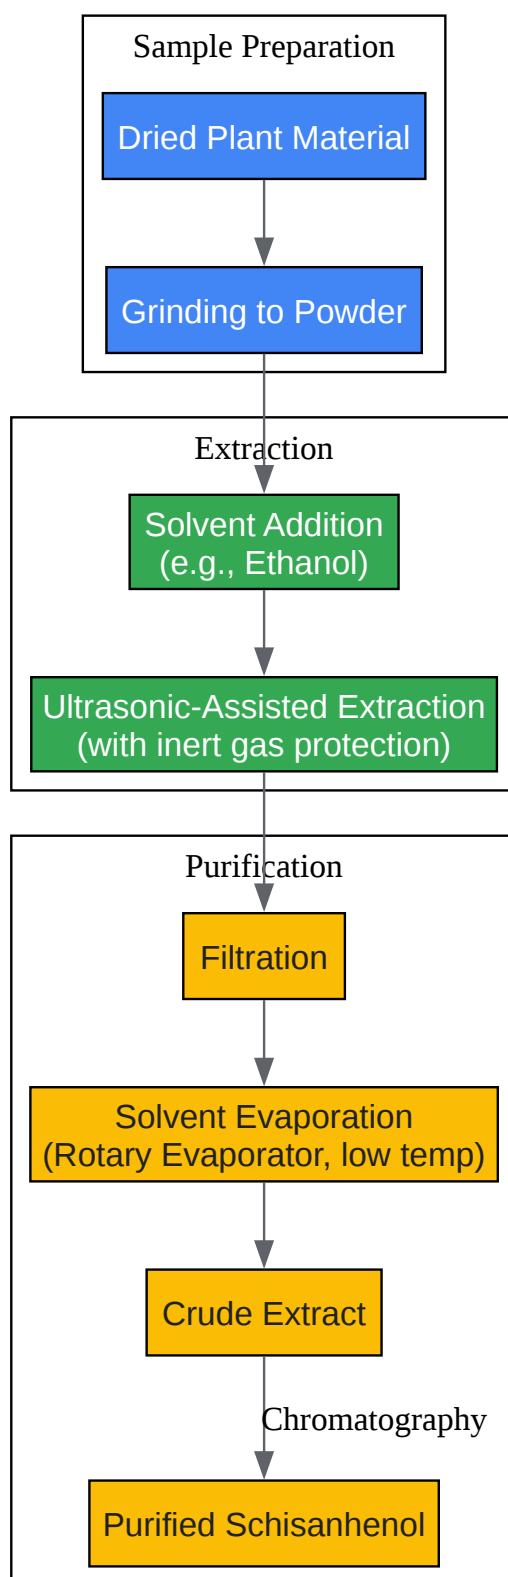 Sample Preparation
Dried Plant Material
Grinding to Powder
Extraction
Solvent Addition
(e.g., Ethanol)
Ultrasonic-Assisted Extraction
(with inert gas protection)
Purification
Filtration
Solvent Evaporation
(Rotary Evaporator, low temp)
Crude Extract
Chromatography
Purified Schisanhenol